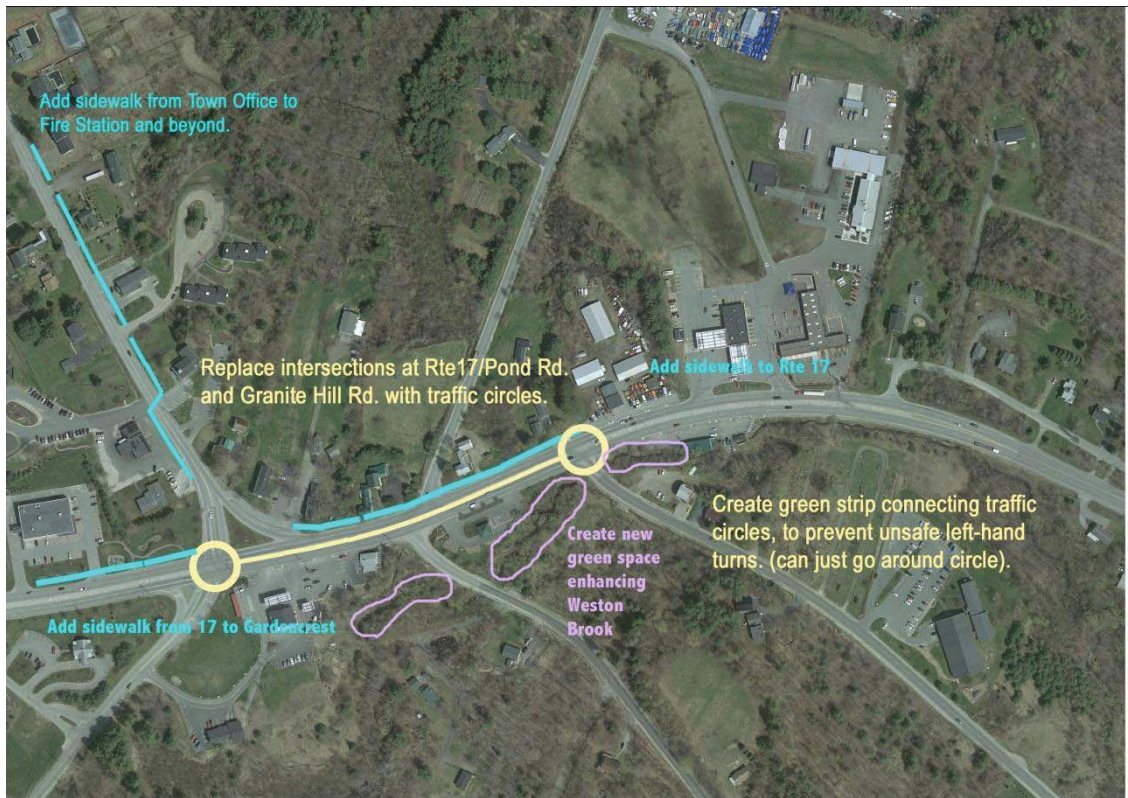 Add sidewalk from Town Office to
Fire Station and beyond.
Replace intersections at Rte17/Pond Rd.
and Granite Hill Rd. with traffic circles.
Add sidewalk to Rte 17
Create green strip connecting traffic
circles, to prevent unsafe left-hand
turns. (can just go around circle).
Create new
green space
enhancing
Weston
Brook
Add sidewalk from 17 to Gardencrest